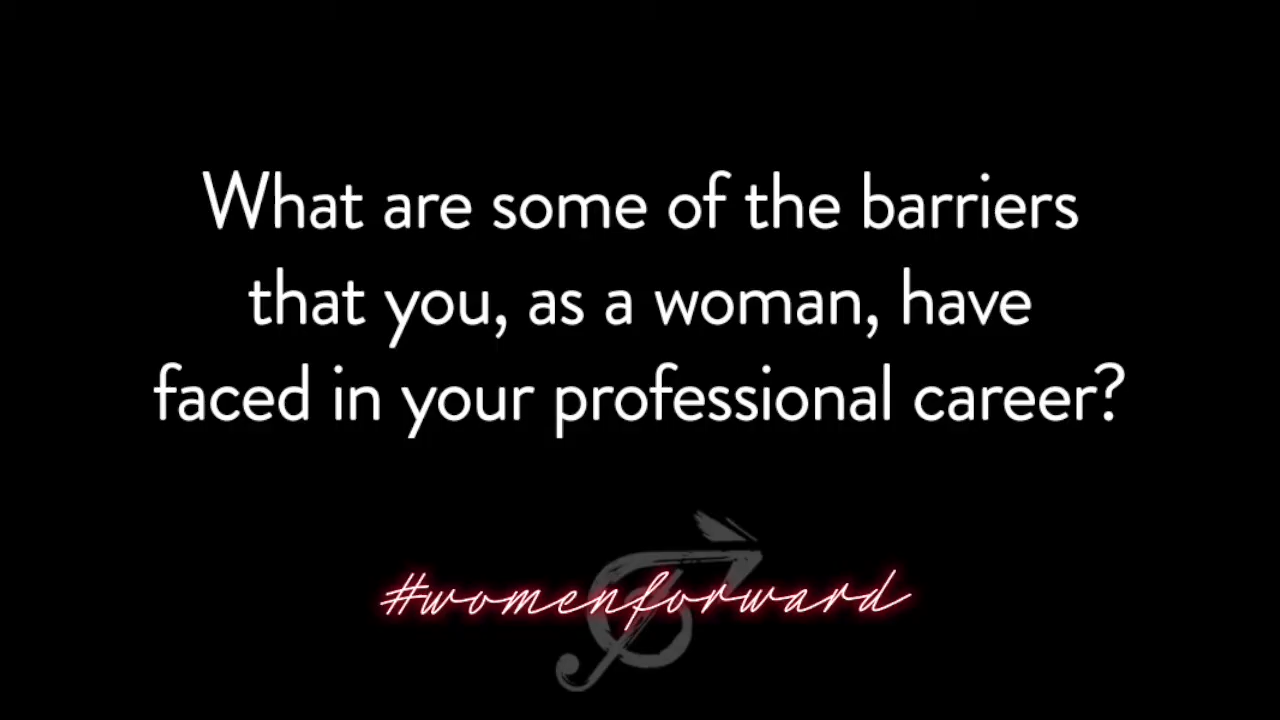 What are some of the barriers
that you, as a woman, have
faced in your professional career?
#womenforward